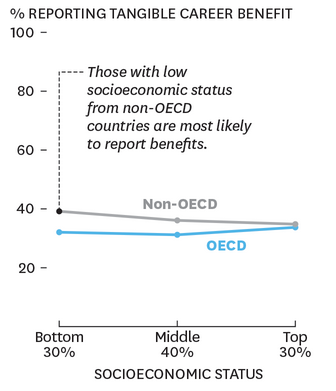 % REPORTING TANGIBLE CAREER BENEFIT
100
Those with low
socioeconomic status
from non-OECD
countries are most likely
to report benefits.
80
60
40
20
Non-OECD
OECD
Bottom
30%
Middle
40%
Top
30%
SOCIOECONOMIC STATUS